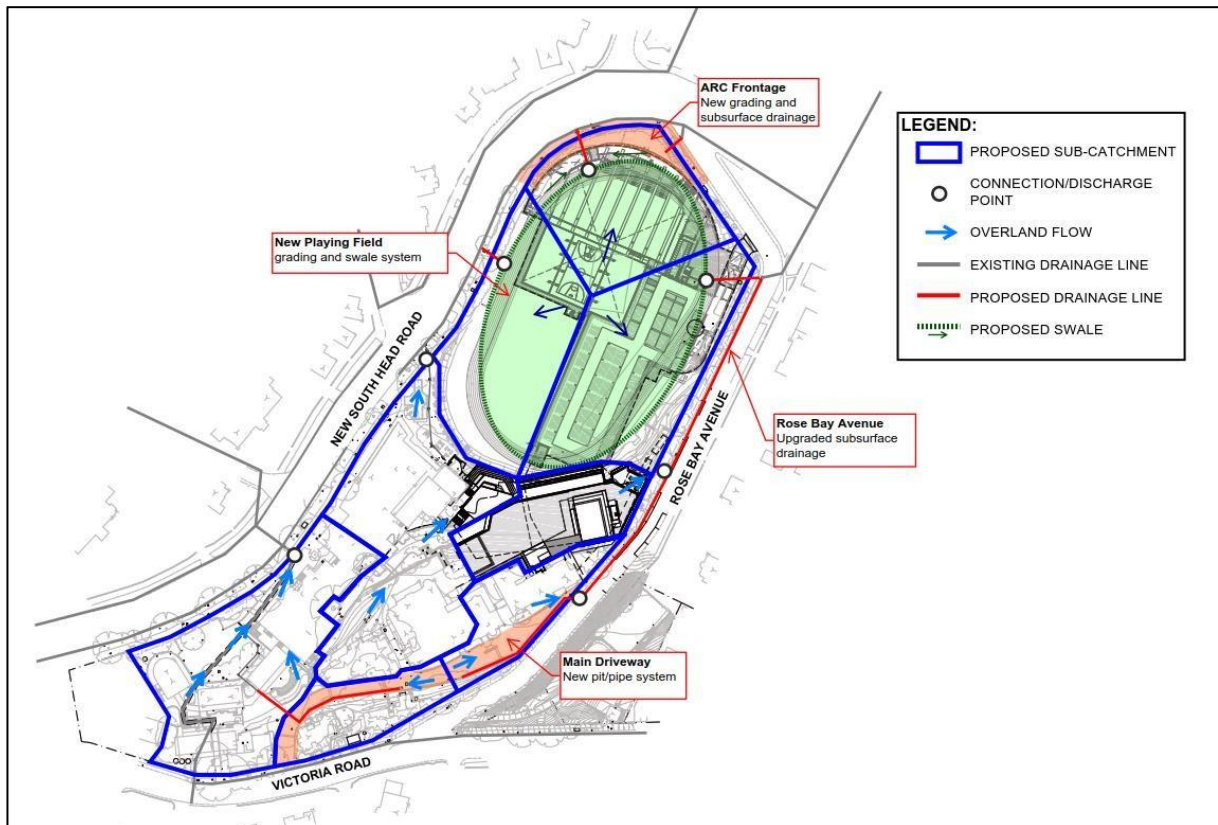 ARC Frontage
New grading and
subsurface drainage
LEGEND:
PROPOSED SUB-CATCHMENT
CONNECTION/DISCHARGE
POINT
OVERLAND FLOW
EXISTING DRAINAGE LINE
PROPOSED DRAINAGE LINE
PROPOSED SWALE
New Playing Field
grading and swale system
NEW SOUTH HEAD ROAD
Rose Bay Avenue
Upgraded subsurface
drainage
ROSE BAY AVENUE
Main Driveway
New pit/pipe system
VICTORIA ROAD